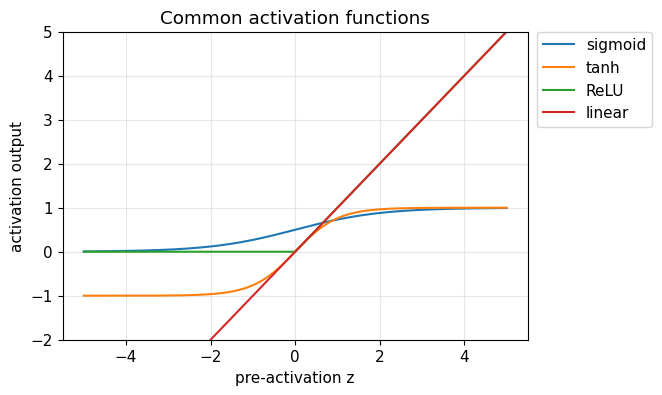 Common activation functions
5
4
3
2
1
0
−1
−2
activation output
−4
−2
0
2
4
pre-activation z
sigmoid
tanh
ReLU
linear